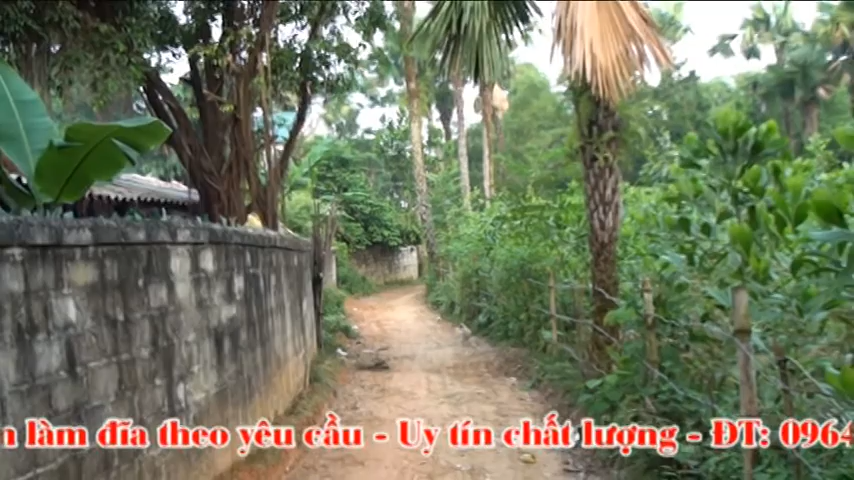 n làm đĩa theo yêu cầu - Uy tín chất lượng - ĐT: 0964